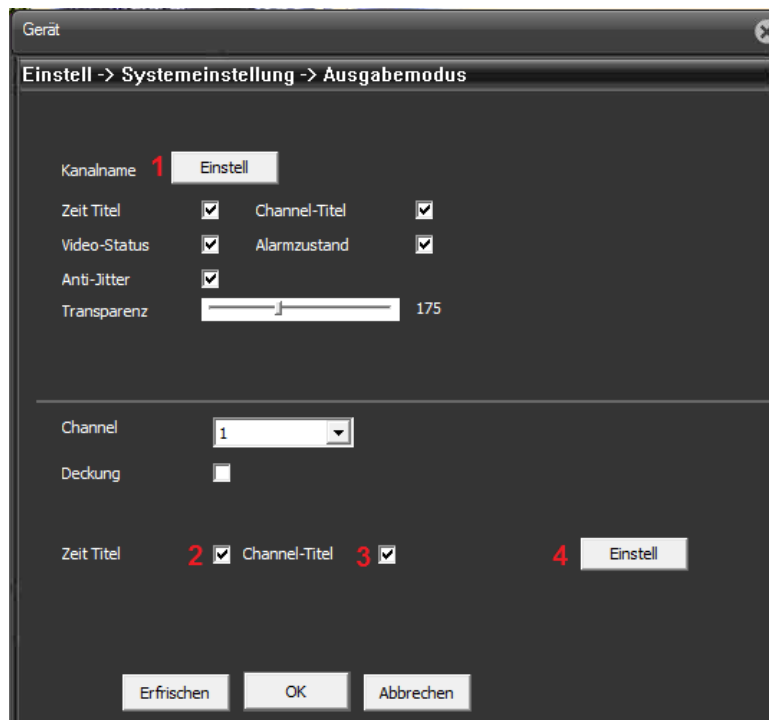 Gerät
Einstell -> Systemeinstellung -> Ausgabemodus
Kanalname 1 Einstell
Zeit Titel Channel-Titel
Video-Status Alarmzustand
Anti-Jitter
Transparenz 175
Channel 1
Deckung
Zeit Titel 2 Channel-Titel 3 4 Einstell
Erfrischen OK Abbrechen